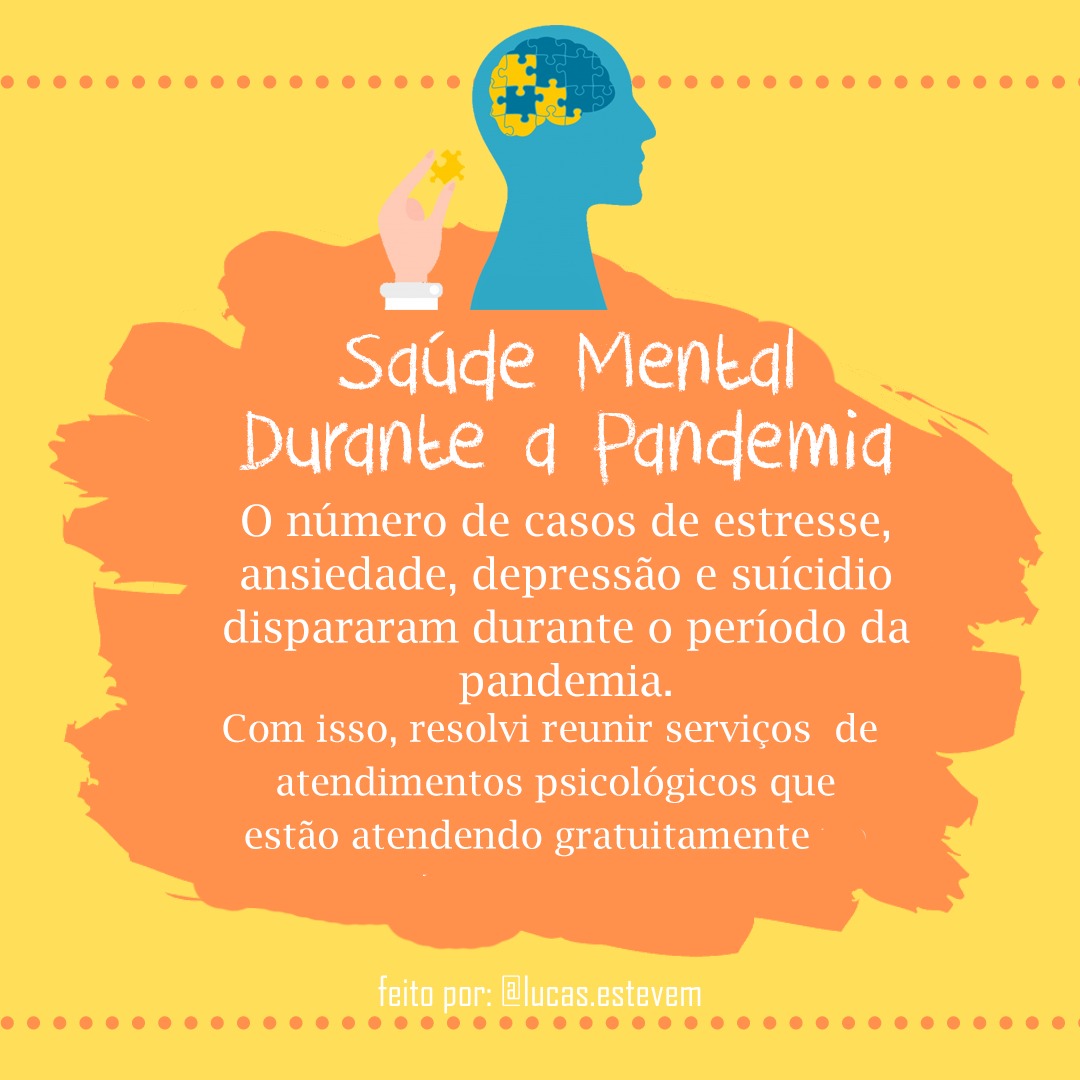 Saúde Mental
Durante a Pandemia
O número de casos de estresse,
ansiedade, depressão e suícidio
dispararam durante o período da
pandemia.
Com isso, resolvi reunir serviços de
atendimentos psicológicos que
estão atendendo gratuitamente
feito por: @lucas.estevem